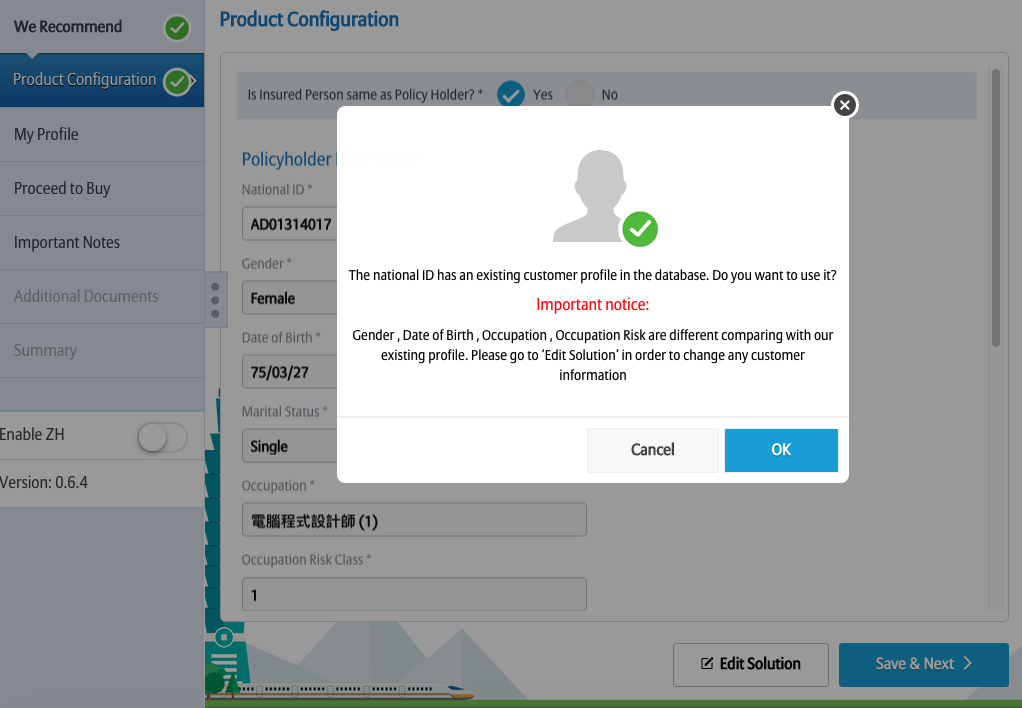 We Recommend
Product Configuration
My Profile
Proceed to Buy
Important Notes
Additional Documents
Summary
Enable ZH
Version: 0.6.4
Product Configuration
Is Insured Person same as Policy Holder? * Yes No
Policyholder
National ID *
AD01314017
Gender *
Female
Date of Birth *
75/03/27
Marital Status *
Single
Occupation *
電腦程式設計師 (1)
Occupation Risk Class *
1
The national ID has an existing customer profile in the database. Do you want to use it?
Important notice:
Gender , Date of Birth , Occupation , Occupation Risk are different comparing with our
existing profile. Please go to ‘Edit Solution’ in order to change any customer
information
Cancel
OK
Edit Solution
Save & Next